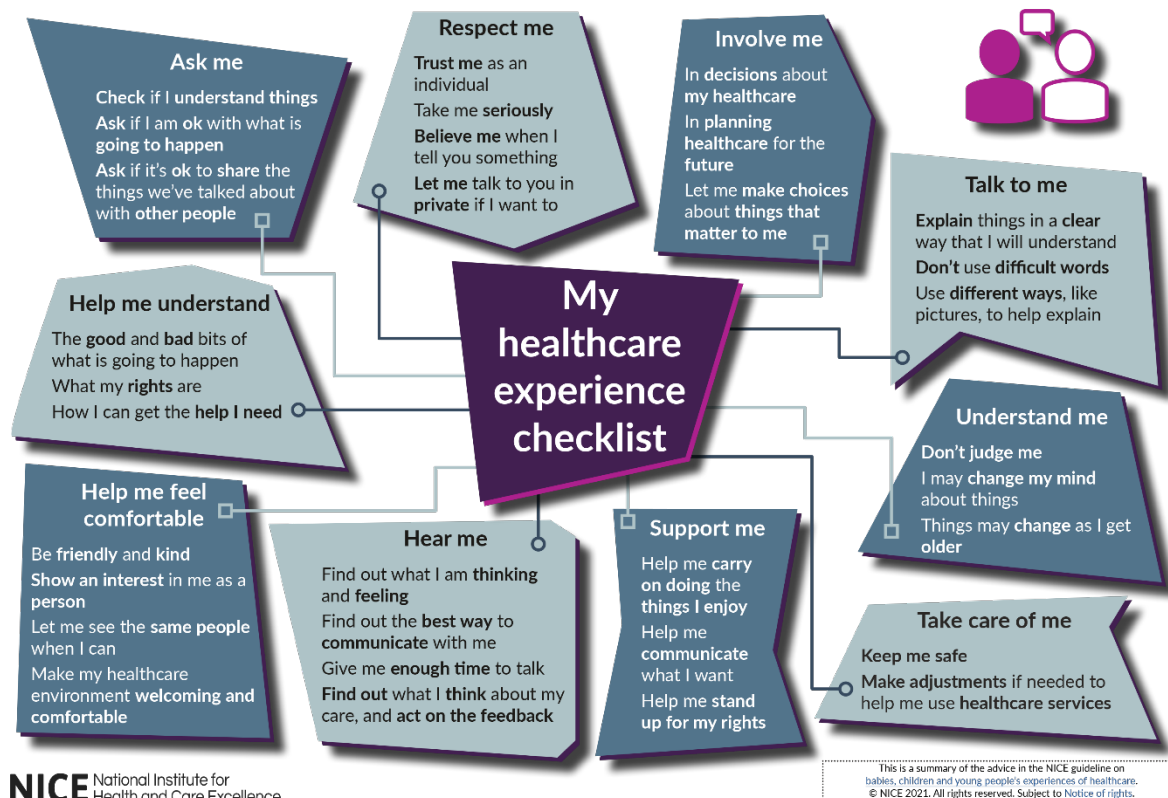 Ask me
Check if I understand things
Ask if I am ok with what is
going to happen
Ask if it's ok to share the
things we've talked about
with other people
Respect me
Trust me as an
individual
Take me seriously
Believe me when I
tell you something
Let me talk to you in
private if I want to
Involve me
In decisions about
my healthcare
In planning
healthcare for the
future
Let me make choices
about things that
matter to me
Talk to me
Explain things in a clear
way that I will understand
Don't use difficult words
Use different ways, like
pictures, to help explain
Help me understand
The good and bad bits of
what is going to happen
What my rights are
How I can get the help I need
My
healthcare
experience
checklist
Understand me
Don't judge me
I may change my mind
about things
Things may change as I get
older
Help me feel
comfortable
Be friendly and kind
Show an interest in me as a
person
Let me see the same people
when I can
Make my healthcare
environment welcoming and
comfortable
Hear me
Find out what I am thinking
and feeling
Find out the best way to
communicate with me
Give me enough time to talk
Find out what I think about my
care, and act on the feedback
Support me
Help me carry
on doing the
things I enjoy
Help me
communicate
what I want
Help me stand
up for my rights
Take care of me
Keep me safe
Make adjustments if needed to
help me use healthcare services
NICE National Institute for
Health and Care Excellence
This is a summary of the advice in the NICE guideline on
babies, children and young people's experiences of healthcare.
© NICE 2021. All rights reserved. Subject to Notice of rights.